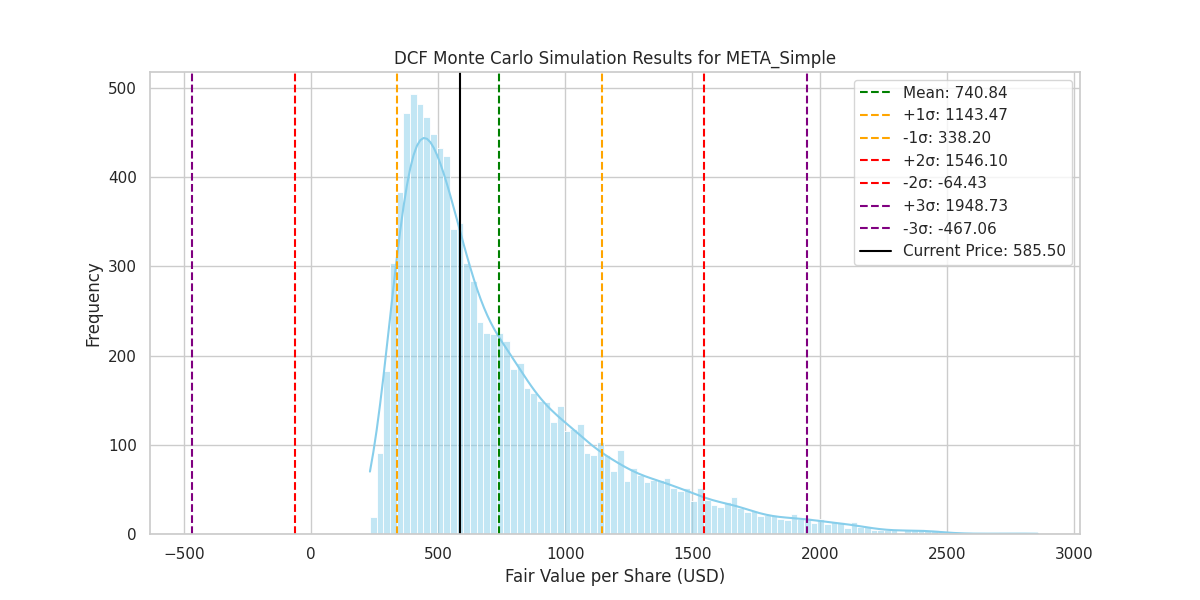 DCF Monte Carlo Simulation Results for META_Simple
Mean: 740.84
+1σ: 1143.47
-1σ: 338.20
+2σ: 1546.10
-2σ: -64.43
+3σ: 1948.73
-3σ: -467.06
Current Price: 585.50
Frequency
500
400
300
200
100
0
−500 0 500 1000 1500 2000 2500 3000
Fair Value per Share (USD)